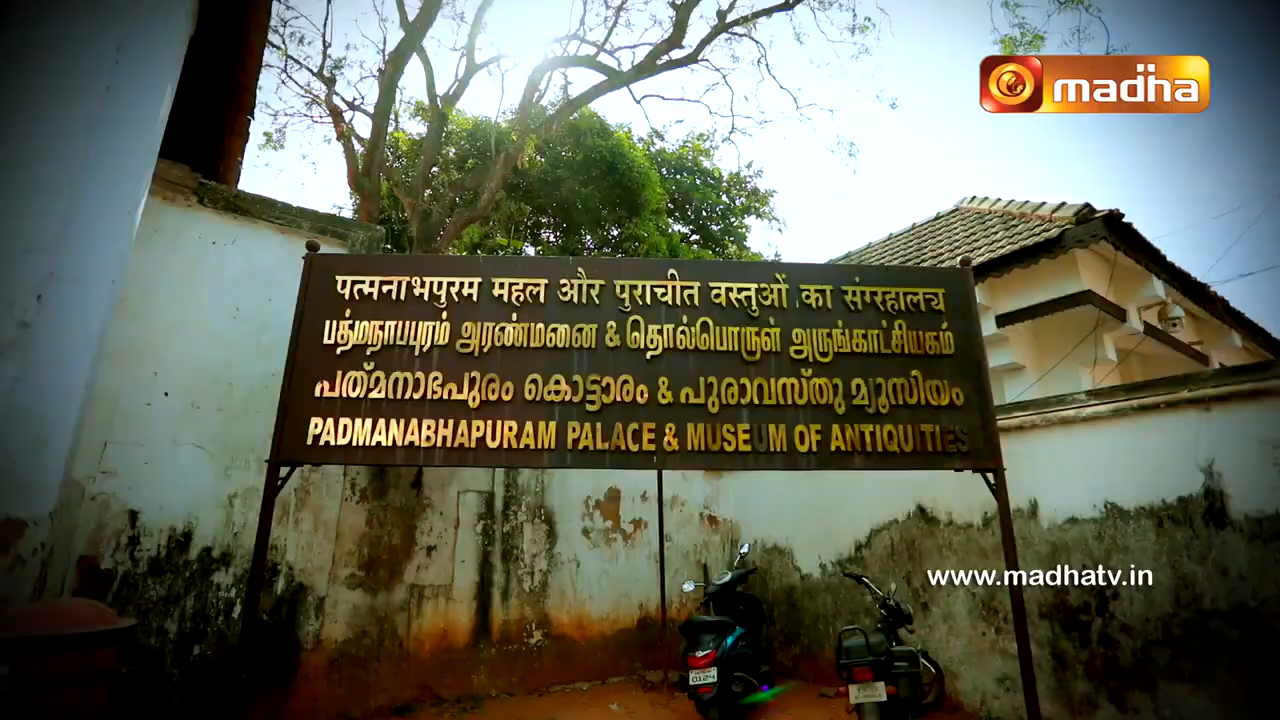 madha
पत्मनाभपुरम महल और पुराचीत वस्तुओं का संग्रहालय
பத்மநாபபுரம் அரண்மனை & தொல்பொருள் அருங்காட்சியகம்
പത്മനാഭപുരം കൊട്ടാരം & പുരാവസ്തു മ്യൂസിയം
PADMANABHAPURAM PALACE & MUSEUM OF ANTIQUITIES
www.madhatv.in
0124